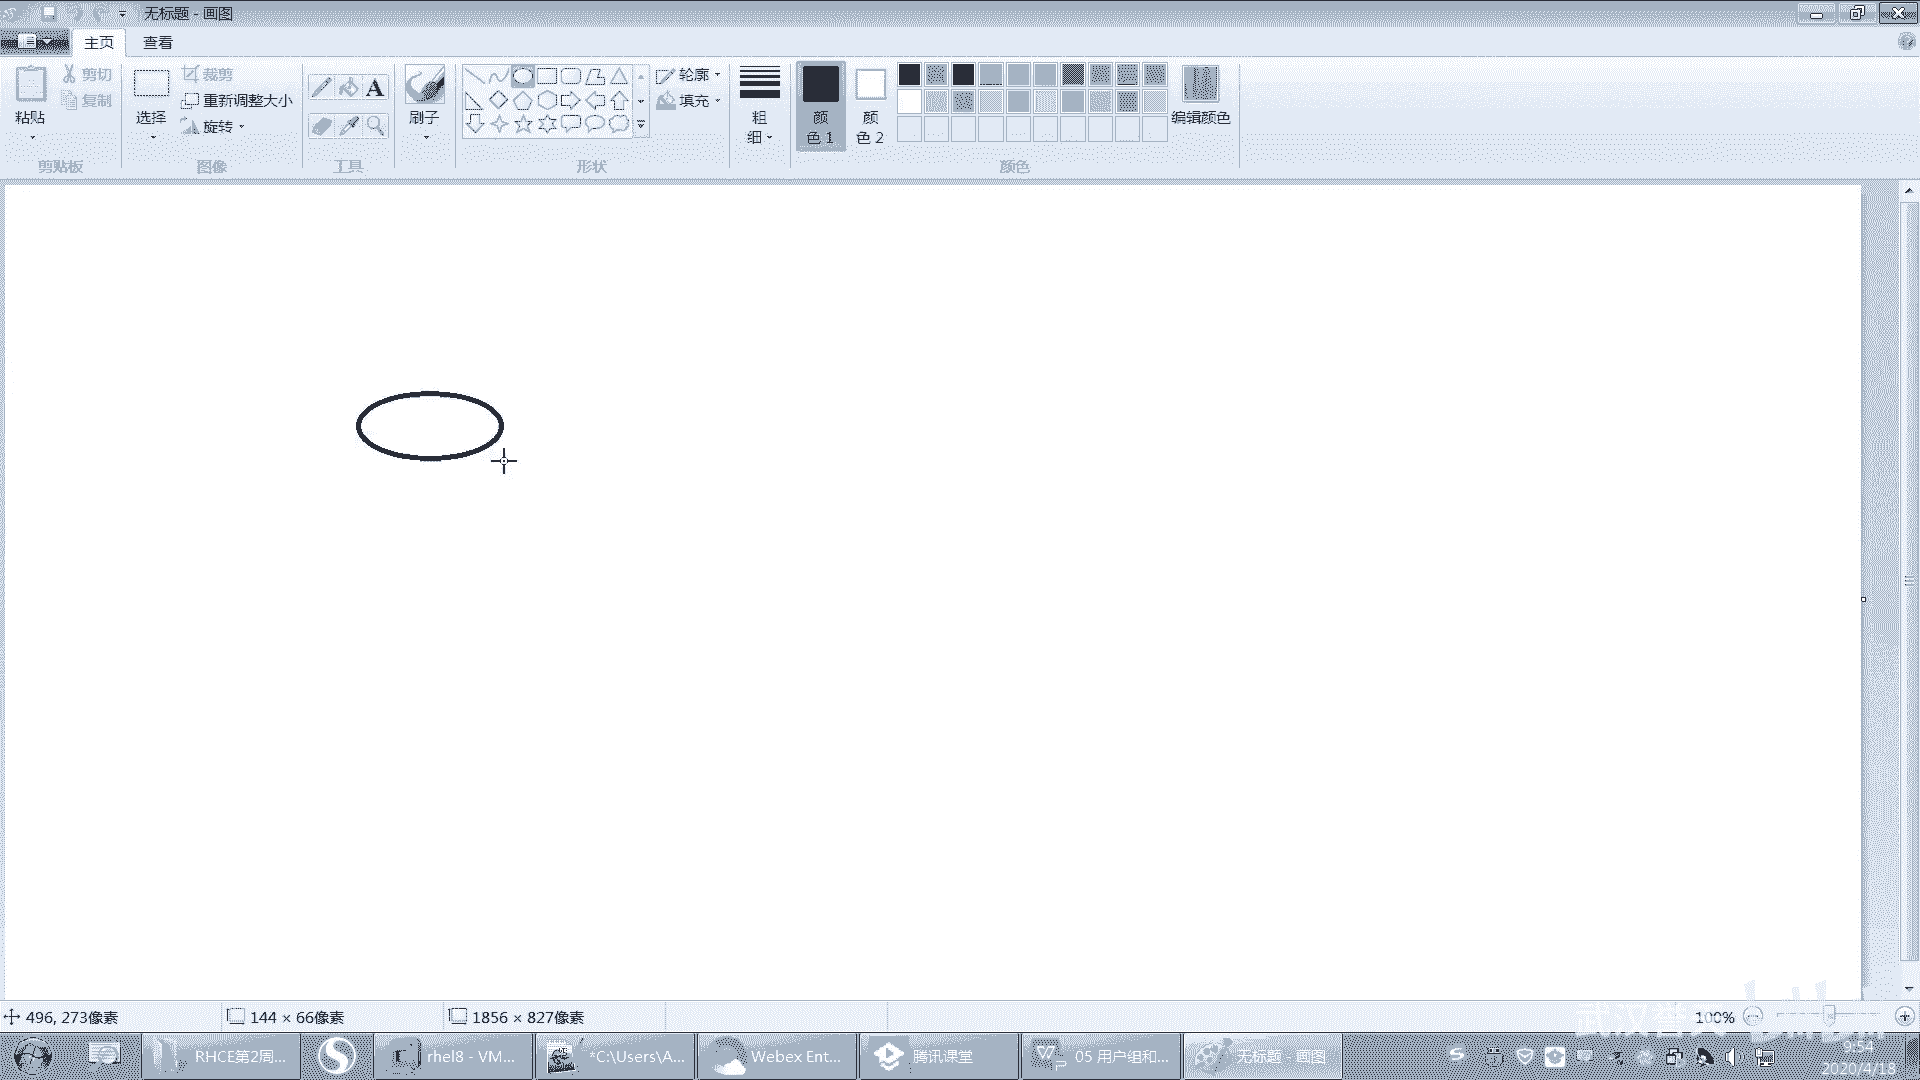 无标题 - 画图
主页
查看
粘贴
剪切
复制
剪贴板
选择
裁剪
重新调整大小
旋转
图像
A
工具
刷子
形状
轮廓
填充
粗
细
颜
色 1
颜
色 2
颜色
编辑颜色
496, 273像素
144 × 66像素
1856 × 827像素
100%
RHCE第2周...
rhel8 - VM...
*C:\Users\A...
Webex Ent...
腾讯课堂
05 用户组和...
无标题 - 画图
9:54
2020/4/18